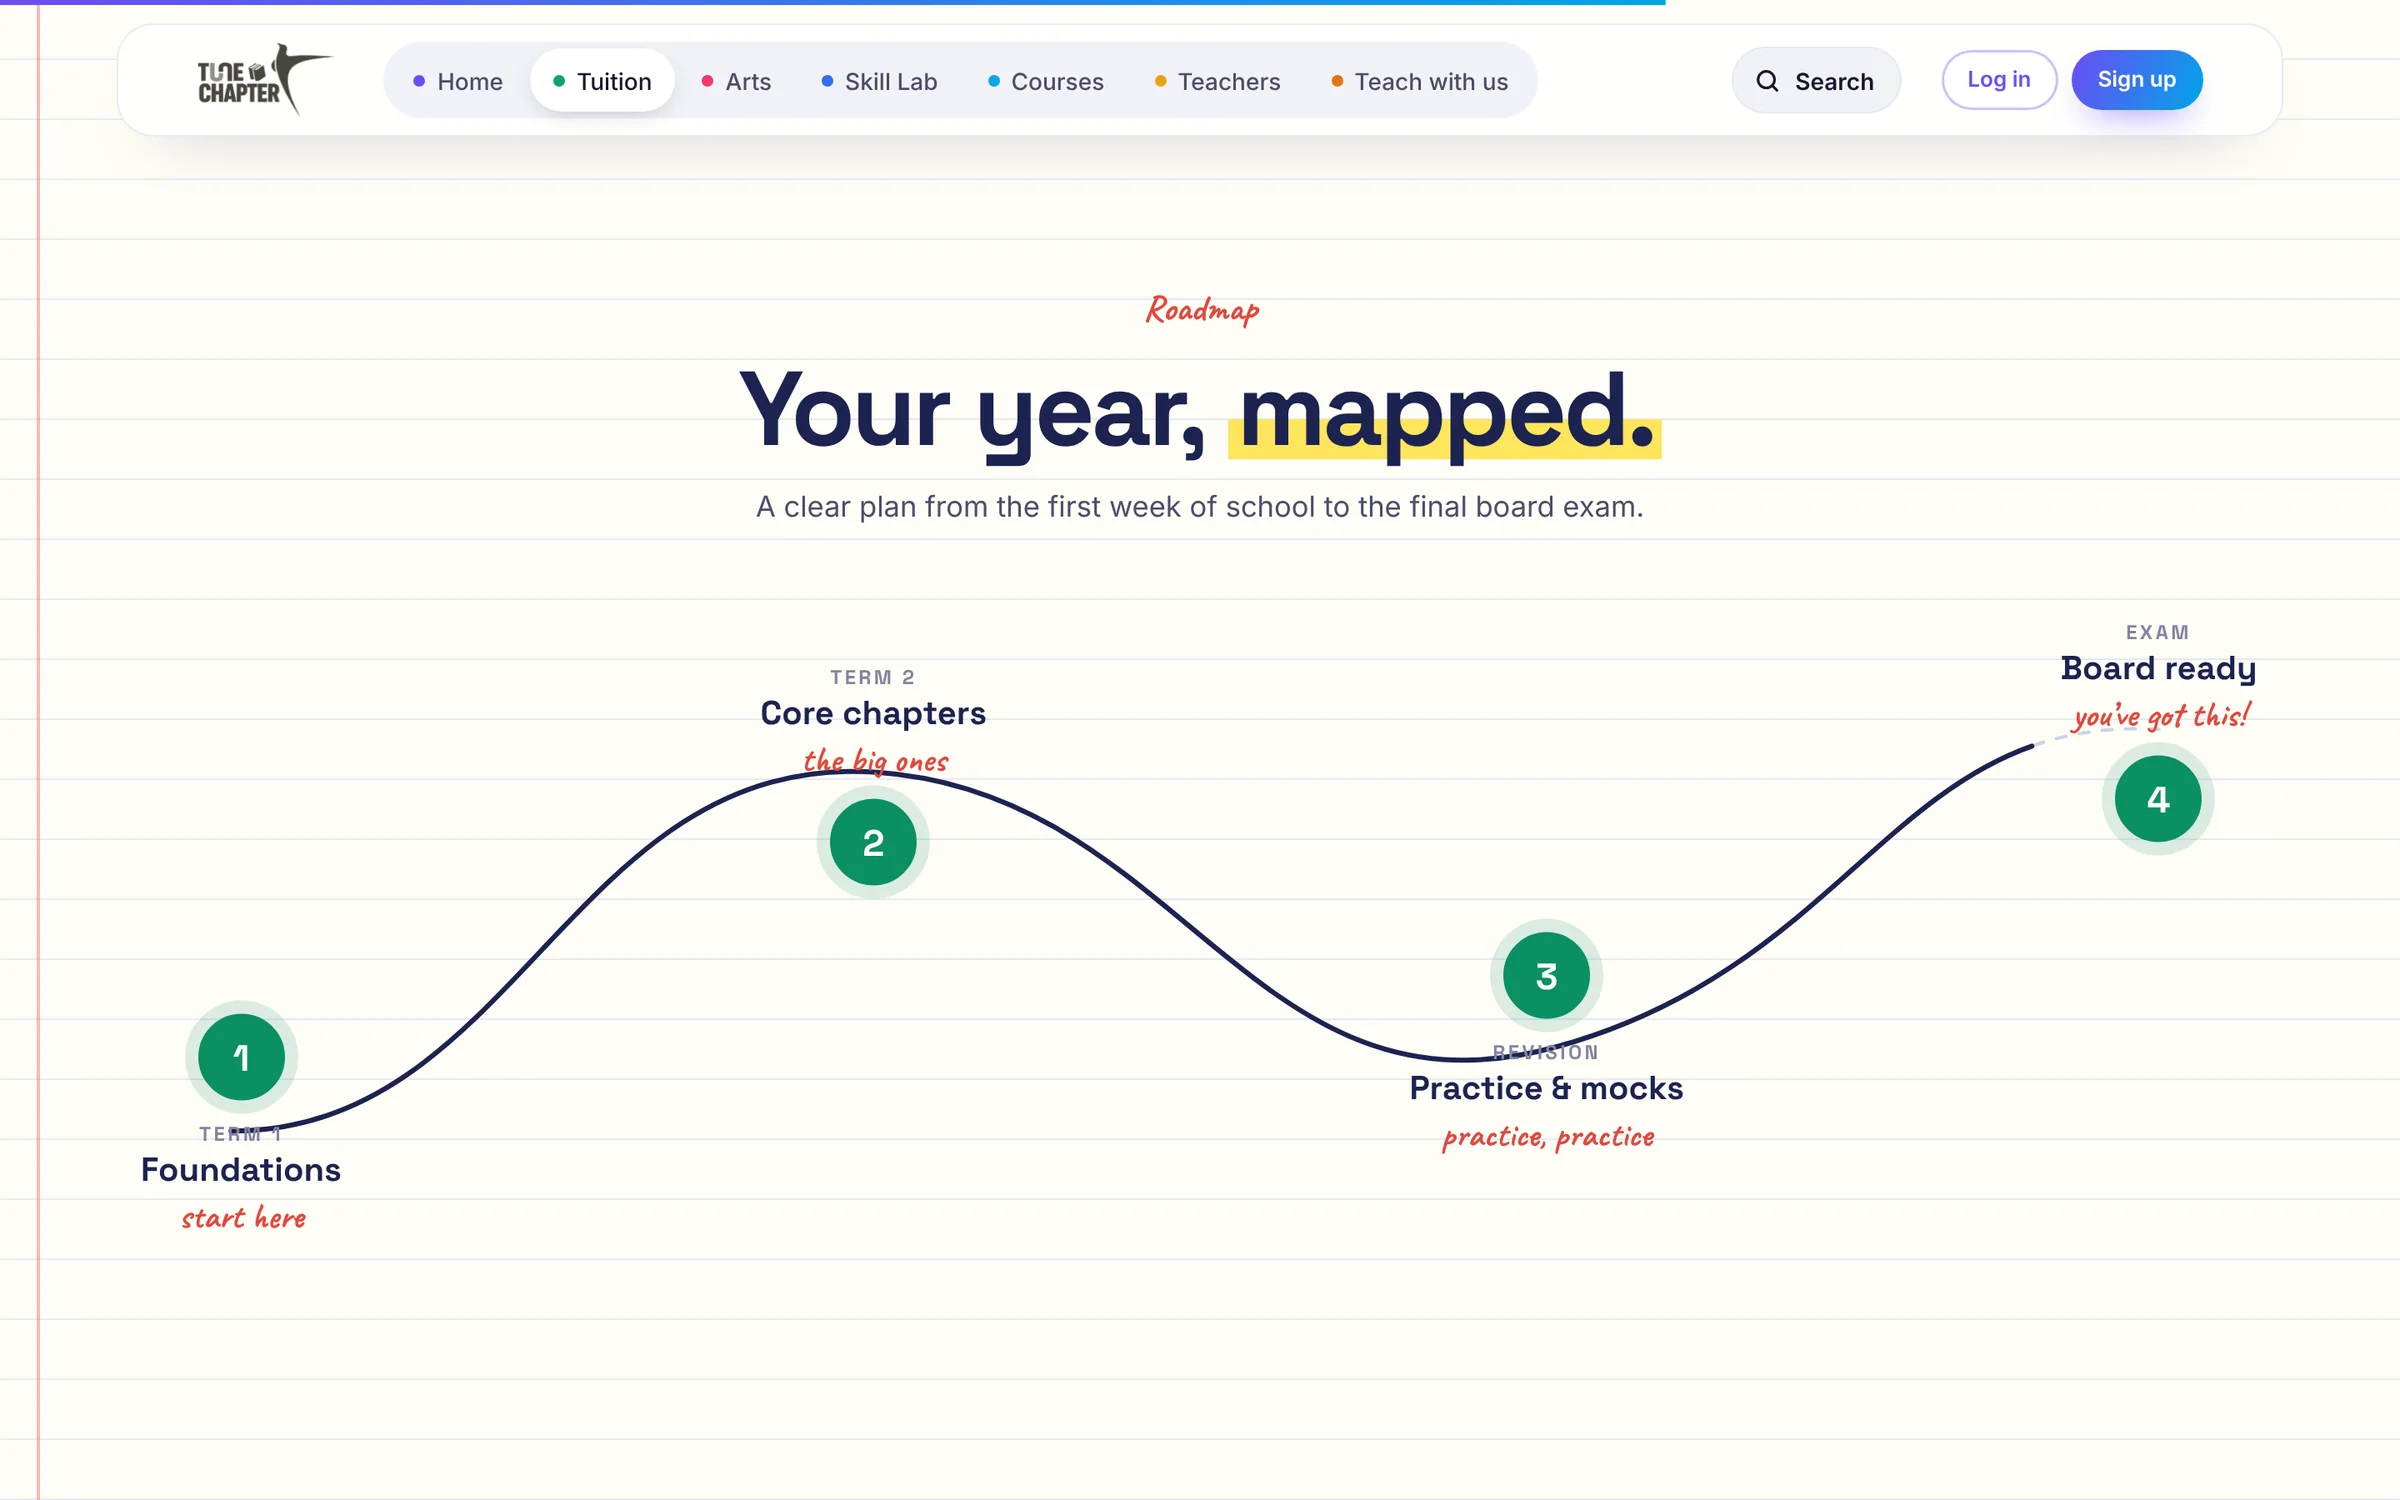 TUNE
CHAPTER
Home
Tuition
Arts
Skill Lab
Courses
Teachers
Teach with us
Search
Log in
Sign up
Roadmap
Your year, mapped.
A clear plan from the first week of school to the final board exam.
1
TERM 1
Foundations
start here
TERM 2
Core chapters
the big ones
2
3
REVISION
Practice & mocks
practice, practice
EXAM
Board ready
you've got this!
4